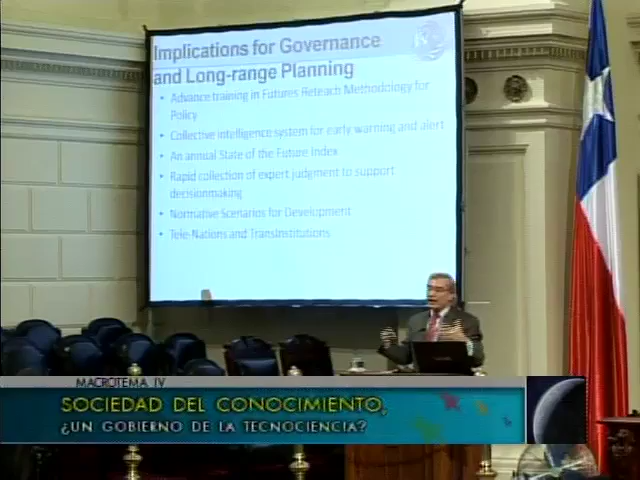 Implications for Governance
and Long-range Planning
• Advance training in Futures Reteach Methodology for
Policy
• Collective intelligence system for early warning and alert
• An annual State of the Future Index
• Rapid collection of expert judgment to support
decisionmaking
• Normative Scenarios for Development
• Tele-Nations and TransInstitutions
MACROTEMA IV
SOCIEDAD DEL CONOCIMIENTO,
¿UN GOBIERNO DE LA TECNOCIENCIA?